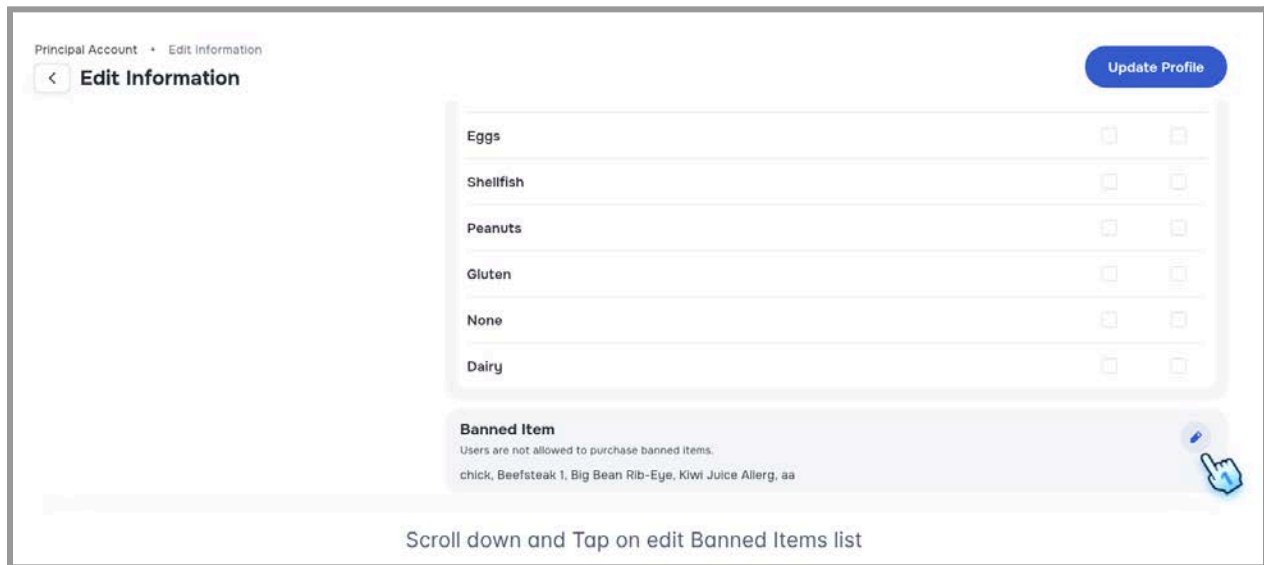 Principal Account • Edit Information
Edit Information
Update Profile
Eggs
Shellfish
Peanuts
Gluten
None
Dairy
Banned Item
Users are not allowed to purchase banned items.
chick, Beefsteak 1, Big Bean Rib-Eye, Kiwi Juice Allerg, aa
1
Scroll down and Tap on edit Banned Items list